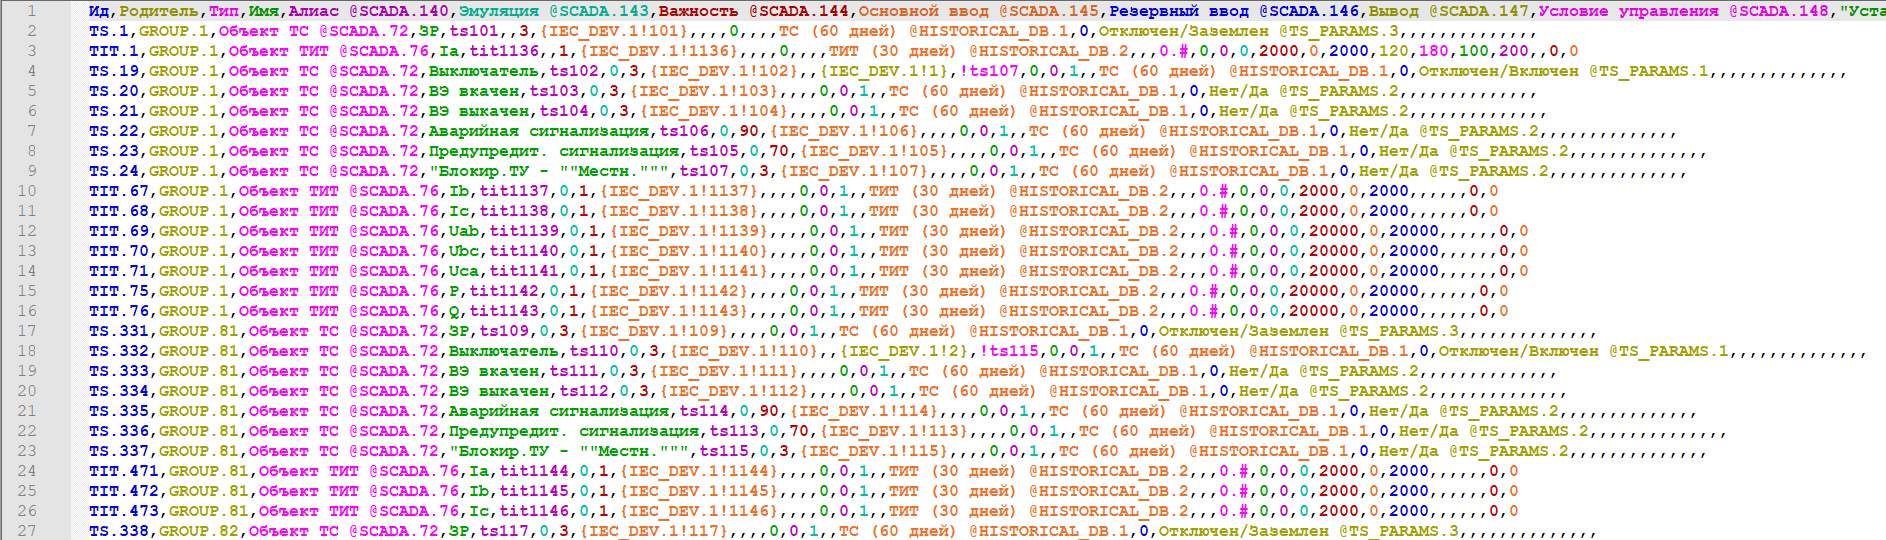 1 Ид,Родитель,Тип,Имя,Алиас @SCADA.140,Эмуляция @SCADA.143,Важность @SCADA.144,Основной ввод @SCADA.145,Резервный ввод @SCADA.146,Вывод @SCADA.147,Условие управления @SCADA.148,"Уста
2 TS.1,GROUP.1,Объект ТС @SCADA.72,ЗР,ts101,,3,{IEC_DEV.1!101},,,,0,,,,ТС (60 дней) @HISTORICAL_DB.1,0,Отключен/Заземлен @TS_PARAMS.3,,,,,,,,,,,,,,
3 TIT.1,GROUP.1,Объект ТИТ @SCADA.76,Ia,tit1136,,1,{IEC_DEV.1!1136},,,,0,,,,ТИТ (30 дней) @HISTORICAL_DB.2,,,0.#,0,0,0,2000,0,2000,120,180,100,200,,0,0
4 TS.19,GROUP.1,Объект ТС @SCADA.72,Выключатель,ts102,0,3,{IEC_DEV.1!102},,{IEC_DEV.1!1},!ts107,0,0,1,,ТС (60 дней) @HISTORICAL_DB.1,0,Отключен/Включен @TS_PARAMS.1,,,,,,,,,,,,,,
5 TS.20,GROUP.1,Объект ТС @SCADA.72,ВЭ вкачен,ts103,0,3,{IEC_DEV.1!103},,,,0,0,1,,ТС (60 дней) @HISTORICAL_DB.1,0,Нет/Да @TS_PARAMS.2,,,,,,,,,,,,,,
6 TS.21,GROUP.1,Объект ТС @SCADA.72,ВЭ выкачен,ts104,0,3,{IEC_DEV.1!104},,,,0,0,1,,ТС (60 дней) @HISTORICAL_DB.1,0,Нет/Да @TS_PARAMS.2,,,,,,,,,,,,,,
7 TS.22,GROUP.1,Объект ТС @SCADA.72,Аварийная сигнализация,ts106,0,90,{IEC_DEV.1!106},,,,0,0,1,,ТС (60 дней) @HISTORICAL_DB.1,0,Нет/Да @TS_PARAMS.2,,,,,,,,,,,,,,
8 TS.23,GROUP.1,Объект ТС @SCADA.72,Предупредит. сигнализация,ts105,0,70,{IEC_DEV.1!105},,,,0,0,1,,ТС (60 дней) @HISTORICAL_DB.1,0,Нет/Да @TS_PARAMS.2,,,,,,,,,,,,,,
9 TS.24,GROUP.1,Объект ТС @SCADA.72,"Блокир.ТУ - ""Местн.""",ts107,0,3,{IEC_DEV.1!107},,,,0,0,1,,ТС (60 дней) @HISTORICAL_DB.1,0,Нет/Да @TS_PARAMS.2,,,,,,,,,,,,,,
10 TIT.67,GROUP.1,Объект ТИТ @SCADA.76,Ib,tit1137,0,1,{IEC_DEV.1!1137},,,,0,0,1,,ТИТ (30 дней) @HISTORICAL_DB.2,,,0.#,0,0,0,2000,0,2000,,,,,,0,0
11 TIT.68,GROUP.1,Объект ТИТ @SCADA.76,Ic,tit1138,0,1,{IEC_DEV.1!1138},,,,0,0,1,,ТИТ (30 дней) @HISTORICAL_DB.2,,,0.#,0,0,0,2000,0,2000,,,,,,0,0
12 TIT.69,GROUP.1,Объект ТИТ @SCADA.76,Uab,tit1139,0,1,{IEC_DEV.1!1139},,,,0,0,1,,ТИТ (30 дней) @HISTORICAL_DB.2,,,0.#,0,0,0,20000,0,20000,,,,,,0,0
13 TIT.70,GROUP.1,Объект ТИТ @SCADA.76,Ubc,tit1140,0,1,{IEC_DEV.1!1140},,,,0,0,1,,ТИТ (30 дней) @HISTORICAL_DB.2,,,0.#,0,0,0,20000,0,20000,,,,,,0,0
14 TIT.71,GROUP.1,Объект ТИТ @SCADA.76,Uca,tit1141,0,1,{IEC_DEV.1!1141},,,,0,0,1,,ТИТ (30 дней) @HISTORICAL_DB.2,,,0.#,0,0,0,20000,0,20000,,,,,,0,0
15 TIT.75,GROUP.1,Объект ТИТ @SCADA.76,P,tit1142,0,1,{IEC_DEV.1!1142},,,,0,0,1,,ТИТ (30 дней) @HISTORICAL_DB.2,,,0.#,0,0,0,20000,0,20000,,,,,,0,0
16 TIT.76,GROUP.1,Объект ТИТ @SCADA.76,Q,tit1143,0,1,{IEC_DEV.1!1143},,,,0,0,1,,ТИТ (30 дней) @HISTORICAL_DB.2,,,0.#,0,0,0,20000,0,20000,,,,,,0,0
17 TS.331,GROUP.81,Объект ТС @SCADA.72,ЗР,ts109,0,3,{IEC_DEV.1!109},,,,0,0,1,,ТС (60 дней) @HISTORICAL_DB.1,0,Отключен/Заземлен @TS_PARAMS.3,,,,,,,,,,,,,,
18 TS.332,GROUP.81,Объект ТС @SCADA.72,Выключатель,ts110,0,3,{IEC_DEV.1!110},,{IEC_DEV.1!2},!ts115,0,0,1,,ТС (60 дней) @HISTORICAL_DB.1,0,Отключен/Включен @TS_PARAMS.1,,,,,,,,,,,,,,
19 TS.333,GROUP.81,Объект ТС @SCADA.72,ВЭ вкачен,ts111,0,3,{IEC_DEV.1!111},,,,0,0,1,,ТС (60 дней) @HISTORICAL_DB.1,0,Нет/Да @TS_PARAMS.2,,,,,,,,,,,,,,
20 TS.334,GROUP.81,Объект ТС @SCADA.72,ВЭ выкачен,ts112,0,3,{IEC_DEV.1!112},,,,0,0,1,,ТС (60 дней) @HISTORICAL_DB.1,0,Нет/Да @TS_PARAMS.2,,,,,,,,,,,,,,
21 TS.335,GROUP.81,Объект ТС @SCADA.72,Аварийная сигнализация,ts114,0,90,{IEC_DEV.1!114},,,,0,0,1,,ТС (60 дней) @HISTORICAL_DB.1,0,Нет/Да @TS_PARAMS.2,,,,,,,,,,,,,,
22 TS.336,GROUP.81,Объект ТС @SCADA.72,Предупредит. сигнализация,ts113,0,70,{IEC_DEV.1!113},,,,0,0,1,,ТС (60 дней) @HISTORICAL_DB.1,0,Нет/Да @TS_PARAMS.2,,,,,,,,,,,,,,
23 TS.337,GROUP.81,Объект ТС @SCADA.72,"Блокир.ТУ - ""Местн.""",ts115,0,3,{IEC_DEV.1!115},,,,0,0,1,,ТС (60 дней) @HISTORICAL_DB.1,0,Нет/Да @TS_PARAMS.2,,,,,,,,,,,,,,
24 TIT.471,GROUP.81,Объект ТИТ @SCADA.76,Ia,tit1144,0,1,{IEC_DEV.1!1144},,,,0,0,1,,ТИТ (30 дней) @HISTORICAL_DB.2,,,0.#,0,0,0,2000,0,2000,,,,,,0,0
25 TIT.472,GROUP.81,Объект ТИТ @SCADA.76,Ib,tit1145,0,1,{IEC_DEV.1!1145},,,,0,0,1,,ТИТ (30 дней) @HISTORICAL_DB.2,,,0.#,0,0,0,2000,0,2000,,,,,,0,0
26 TIT.473,GROUP.81,Объект ТИТ @SCADA.76,Ic,tit1146,0,1,{IEC_DEV.1!1146},,,,0,0,1,,ТИТ (30 дней) @HISTORICAL_DB.2,,,0.#,0,0,0,2000,0,2000,,,,,,0,0
27 TS.338,GROUP.82,Объект ТС @SCADA.72,ЗР,ts117,0,3,{IEC_DEV.1!117},,,,0,0,1,,ТС (60 дней) @HISTORICAL_DB.1,0,Отключен/Заземлен @TS_PARAMS.3,,,,,,,,,,,,,,